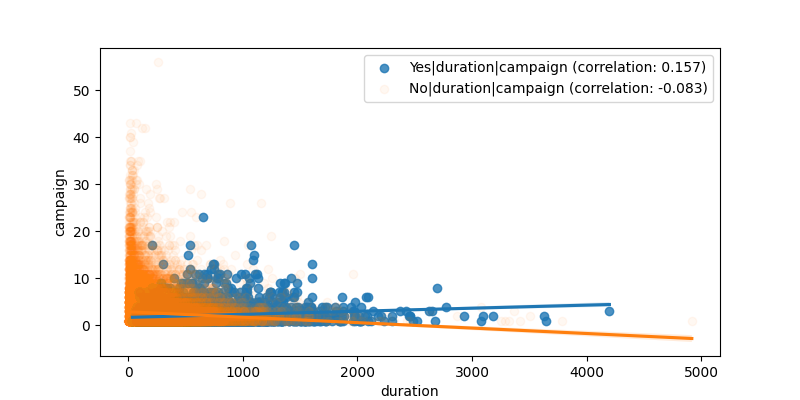 Yes|duration|campaign (correlation: 0.157)
No|duration|campaign (correlation: -0.083)
campaign
50
40
30
20
10
0
0 1000 2000 3000 4000 5000
duration